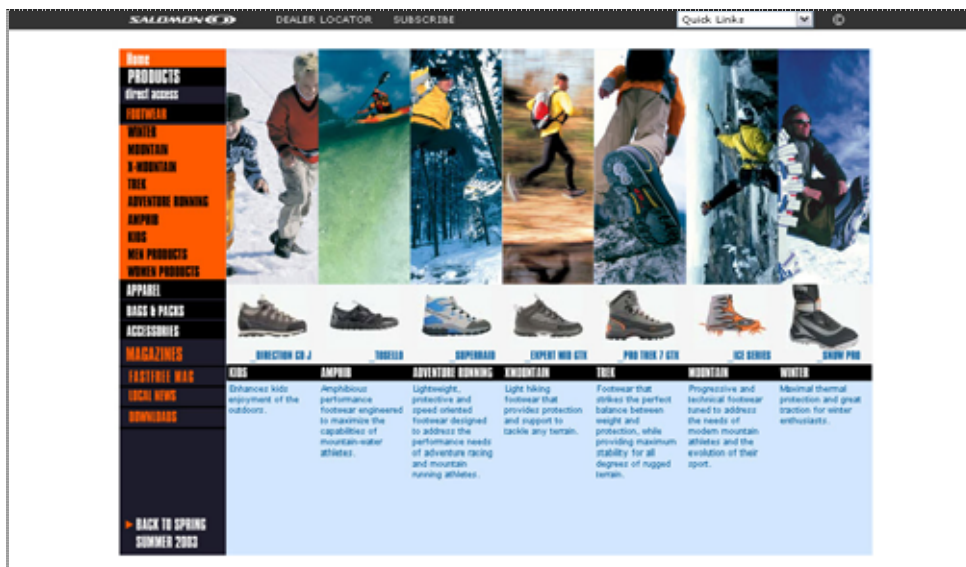 SALOMON
DEALER LOCATOR
SUBSCRIBE
Quick Links
©
Home
PRODUCTS
direct assess
FOOTWEAR
WINTER
MOUNTAIN
X-MOUNTAIN
TREK
ADVENTURE RUNNING
AMPHIB
KIDS
MEN PRODUCTS
WOMEN PRODUCTS
APPAREL
BAGS & PACKS
ACCESSORIES
MAGAZINES
FASTFREE MAG
LOCAL NEWS
DOWNLOADS
BACK TO SPRING
SUMMER 2003
_DIRECTION CD J
_TOSELLO
_SUPERRAID
_EXPERT MID GTX
_PRO TREK 7 GTX
_ICE SERIES
_SNOW PRO
KIDS
Enhances kids
enjoyment of the
outdoors.
AMPHIB
Amphibious
performance
footwear engineered
to maximize the
capabilities of
mountain-water
athletes.
ADVENTURE RUNNING
Lightweight,
protective and
speed oriented
footwear designed
to address the
performance needs
of adventure racing
and mountain
running athletes.
XMOUNTAIN
Light hiking
footwear that
provides protection
and support to
tackle any terrain.
TREK
Footwear that
strikes the perfect
balance between
weight and
protection, while
providing maximum
stability for all
degrees of rugged
terrain.
MOUNTAIN
Progressive and
technical footwear
tuned to address
the needs of
modern mountain
athletes and the
evolution of their
sport.
WINTER
Maximal thermal
protection and great
traction for winter
enthusiasts.